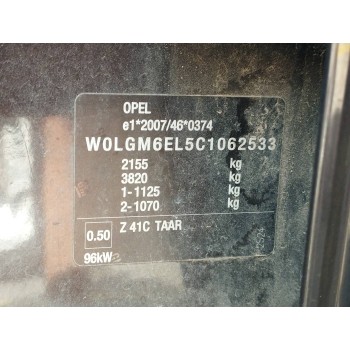 OPEL
e1*2007/46*0374
W0LGM6EL5C1062533
2155 kg
3820 kg
1-1125 kg
2-1070 kg
0.50 Z 41C TAAR
96kW